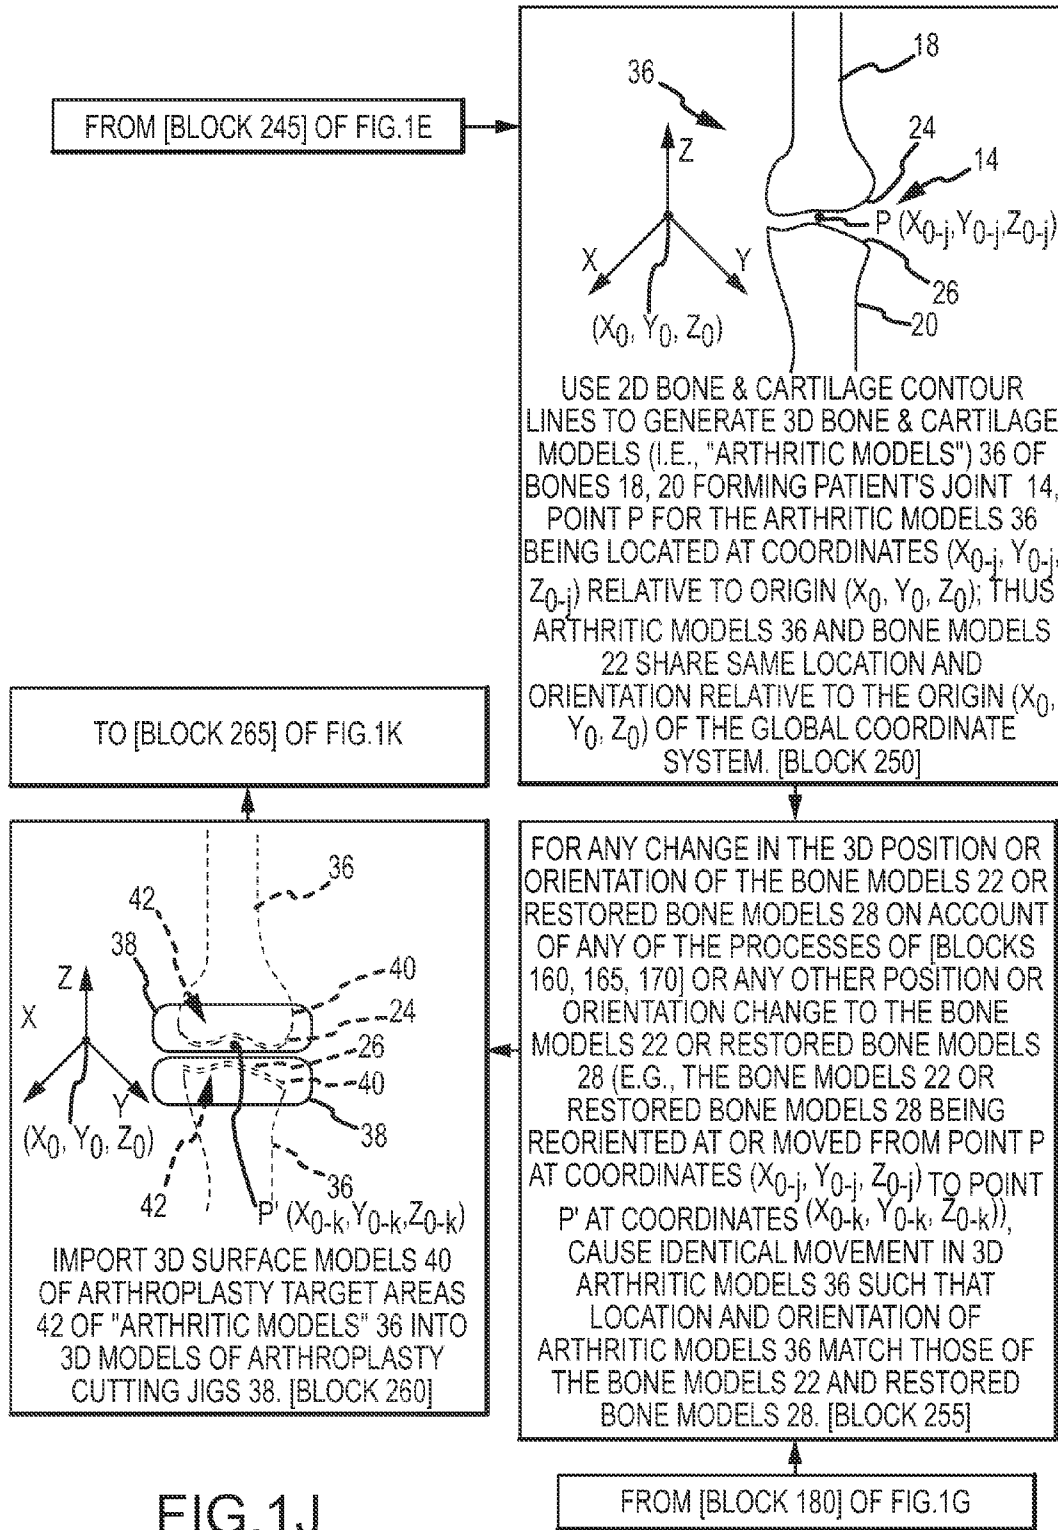 FROM [BLOCK 245] OF FIG.1E
18
36
24
14
Z
P (X0-j,Y0-j,Z0-j)
X
Y
26
20
(X0, Y0, Z0)
USE 2D BONE & CARTILAGE CONTOUR
LINES TO GENERATE 3D BONE & CARTILAGE
MODELS (I.E., "ARTHRITIC MODELS") 36 OF
BONES 18, 20 FORMING PATIENT'S JOINT 14,
POINT P FOR THE ARTHRITIC MODELS 36
BEING LOCATED AT COORDINATES (X0-j, Y0-j,
Z0-j) RELATIVE TO ORIGIN (X0, Y0, Z0); THUS
ARTHRITIC MODELS 36 AND BONE MODELS
22 SHARE SAME LOCATION AND
ORIENTATION RELATIVE TO THE ORIGIN (X0,
Y0, Z0) OF THE GLOBAL COORDINATE
SYSTEM. [BLOCK 250]
FOR ANY CHANGE IN THE 3D POSITION OR
ORIENTATION OF THE BONE MODELS 22 OR
RESTORED BONE MODELS 28 ON ACCOUNT
OF ANY OF THE PROCESSES OF [BLOCKS
160, 165, 170] OR ANY OTHER POSITION OR
ORIENTATION CHANGE TO THE BONE
MODELS 22 OR RESTORED BONE MODELS
28 (E.G., THE BONE MODELS 22 OR
RESTORED BONE MODELS 28 BEING
REORIENTED AT OR MOVED FROM POINT P
AT COORDINATES (X0-j, Y0-j, Z0-j) TO POINT
P' AT COORDINATES (X0-k, Y0-k, Z0-k)),
CAUSE IDENTICAL MOVEMENT IN 3D
ARTHRITIC MODELS 36 SUCH THAT
LOCATION AND ORIENTATION OF
ARTHRITIC MODELS 36 MATCH THOSE OF
THE BONE MODELS 22 AND RESTORED
BONE MODELS 28. [BLOCK 255]
FROM [BLOCK 180] OF FIG.1G
TO [BLOCK 265] OF FIG.1K
36
42
38
40
24
Z
X
26
40
Y
38
(X0, Y0, Z0)
42
36
P' (X0-k,Y0-k,Z0-k)
IMPORT 3D SURFACE MODELS 40
OF ARTHROPLASTY TARGET AREAS
42 OF "ARTHRITIC MODELS" 36 INTO
3D MODELS OF ARTHROPLASTY
CUTTING JIGS 38. [BLOCK 260]
FIG.1J